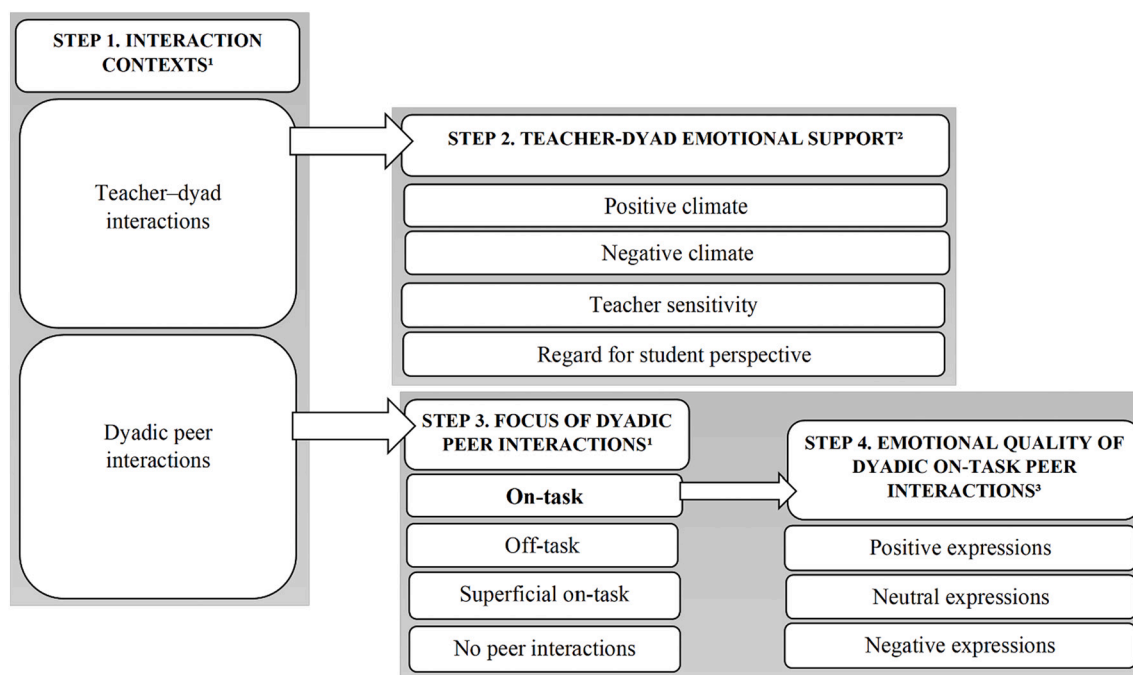 STEP 1. INTERACTION
CONTEXTS¹
Teacher–dyad
interactions
Dyadic peer
interactions
STEP 2. TEACHER-DYAD EMOTIONAL SUPPORT²
Positive climate
Negative climate
Teacher sensitivity
Regard for student perspective
STEP 3. FOCUS OF DYADIC
PEER INTERACTIONS¹
On-task
Off-task
Superficial on-task
No peer interactions
STEP 4. EMOTIONAL QUALITY OF
DYADIC ON-TASK PEER
INTERACTIONS³
Positive expressions
Neutral expressions
Negative expressions